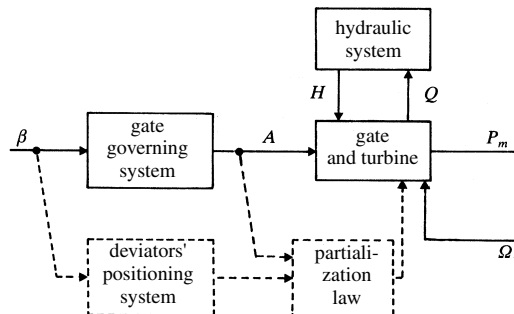 hydraulic
system
H
Q
β
gate
governing
system
A
gate
and turbine
P_m
Ω
deviators'
positioning
system
partiali-
zation
law